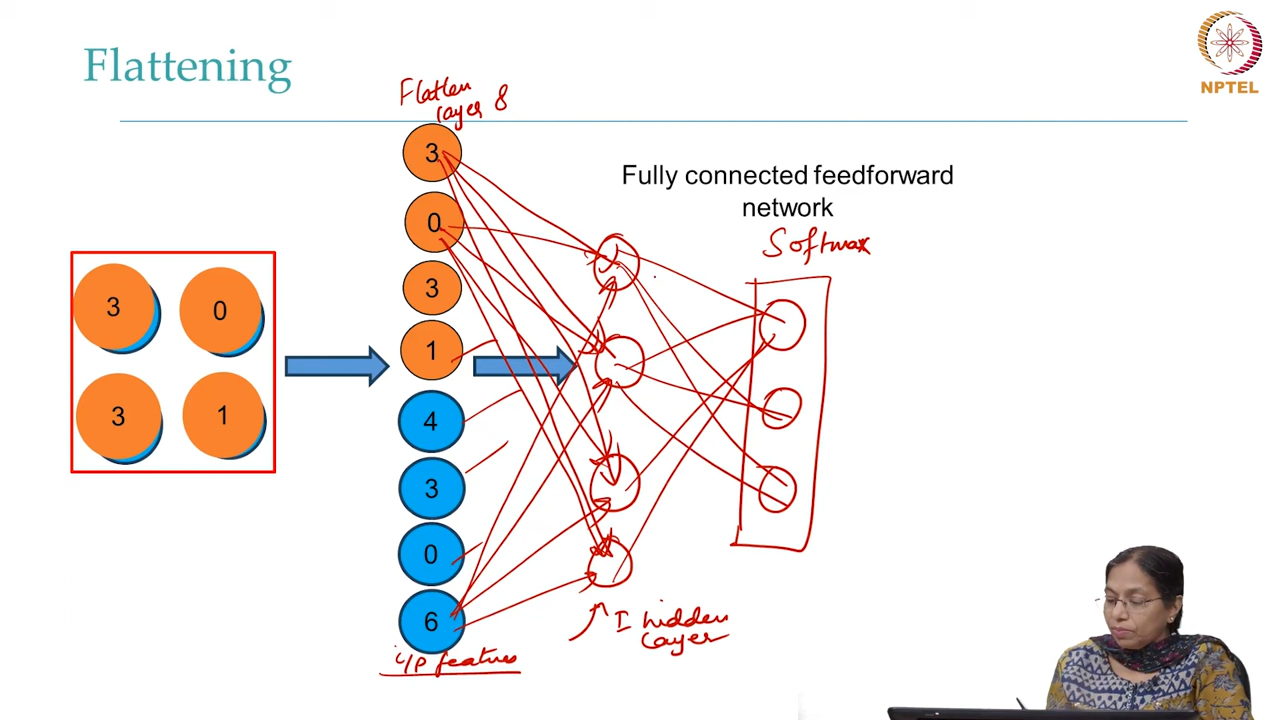 Flattening
NPTEL
Flatten
layer 8
3
0
3
1
4
3
0
6
i/p features
3
0
3
1
Fully connected feedforward
network
Softmax
I hidden
layer